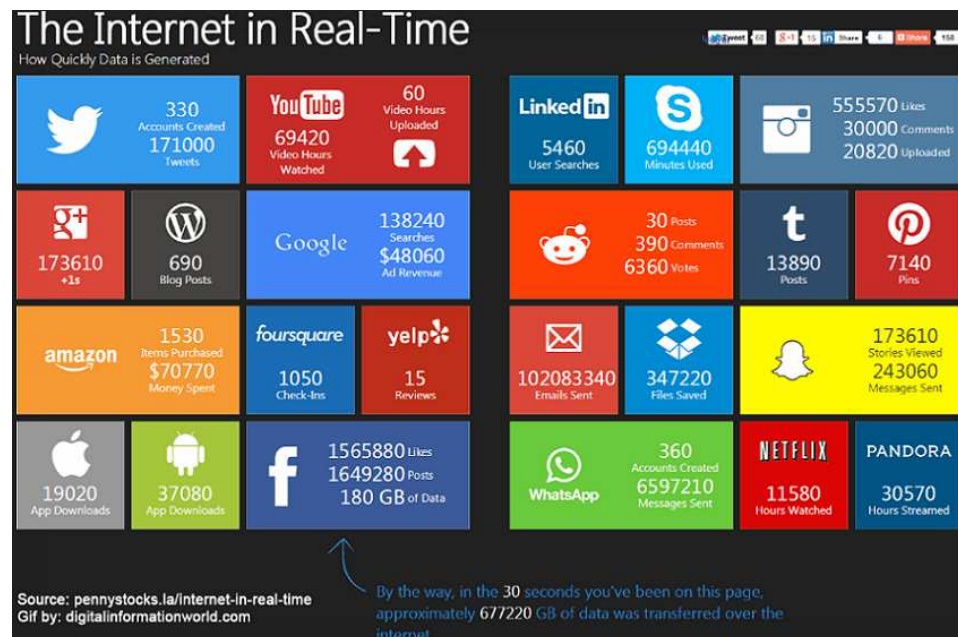 The Internet in Real-Time
How Quickly Data is Generated
Tweet 68 g+1 15 in Share 6 Share 158
330
Accounts Created
171000
Tweets
YouTube
69420
Video Hours
Watched
60
Video Hours
Uploaded
Linked in
5460
User Searches
694440
Minutes Used
555570 Likes
30000 Comments
20820 Uploaded
g+
173610
+1s
690
Blog Posts
Google
138240
Searches
$48060
Ad Revenue
30 Posts
390 Comments
6360 Votes
t
13890
Posts
7140
Pins
amazon
1530
Items Purchased
$70770
Money Spent
foursquare
1050
Check-Ins
yelp
15
Reviews
102083340
Emails Sent
347220
Files Saved
173610
Stories Viewed
243060
Messages Sent
19020
App Downloads
37080
App Downloads
f
1565880 Likes
1649280 Posts
180 GB of Data
WhatsApp
360
Accounts Created
6597210
Messages Sent
NETFLIX
11580
Hours Watched
PANDORA
30570
Hours Streamed
Source: pennystocks.la/internet-in-real-time
Gif by: digitalinformationworld.com
By the way, in the 30 seconds you've been on this page,
approximately 677220 GB of data was transferred over the
internet